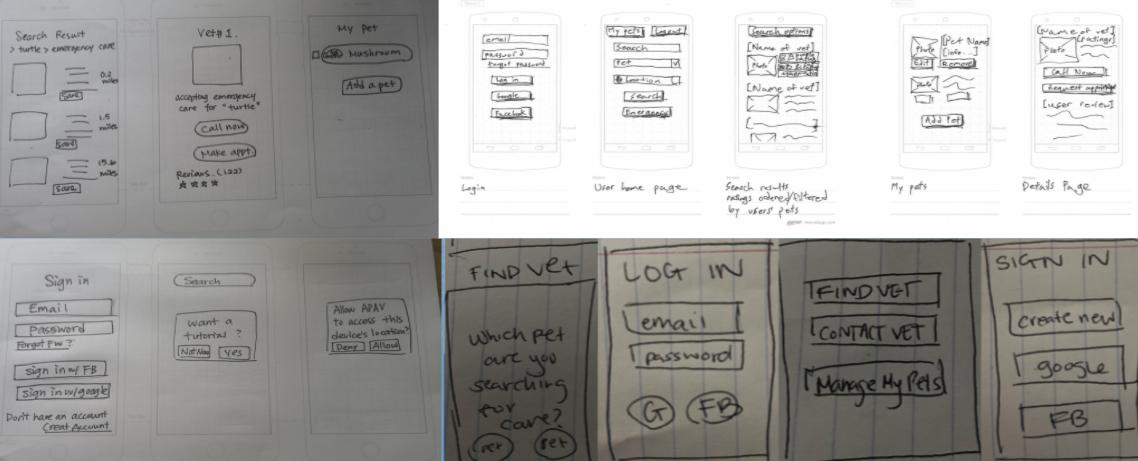 Search Result
> turtle > emergency care
0.2
miles
Save
1.5
miles
Save
15.6
miles
Save
Vet#1.
accepting emergency
care for "turtle"
Call now
Make appt.
Reviews. (122)
My pet
Mushroom
Add a pet
email
password
forgot password
Log in
Google
Facebook
Login
My pets
Logout
Search
Pet
Location
Search
Emergency
User home page
Search options
[Name of vet]
Photo
[Name of vet]
Search results
ratings ordered/filtered
by users' pets
Photo
[Pet Name]
[info...]
Edit
Remove
Photo
Add Pet
My pets
[Name of vet]
Photo
[ratings]
Call Now
[user review]
Details Page
Sign in
Email
Password
Forgot pw?
sign in w/ FB
sign in w/google
Don't have an account
Creat Account
Search
want a
tutorial ?
Not Now
yes
Allow APAV
to access this
device's location?
Deny
Allow
FIND Vet
Which pet
are you
searching
for
care?
Pet
Pet
LOG IN
email
password
G
FB
FIND VET
CONTACT VET
Manage My Pets
SIGN IN
create new
google
FB